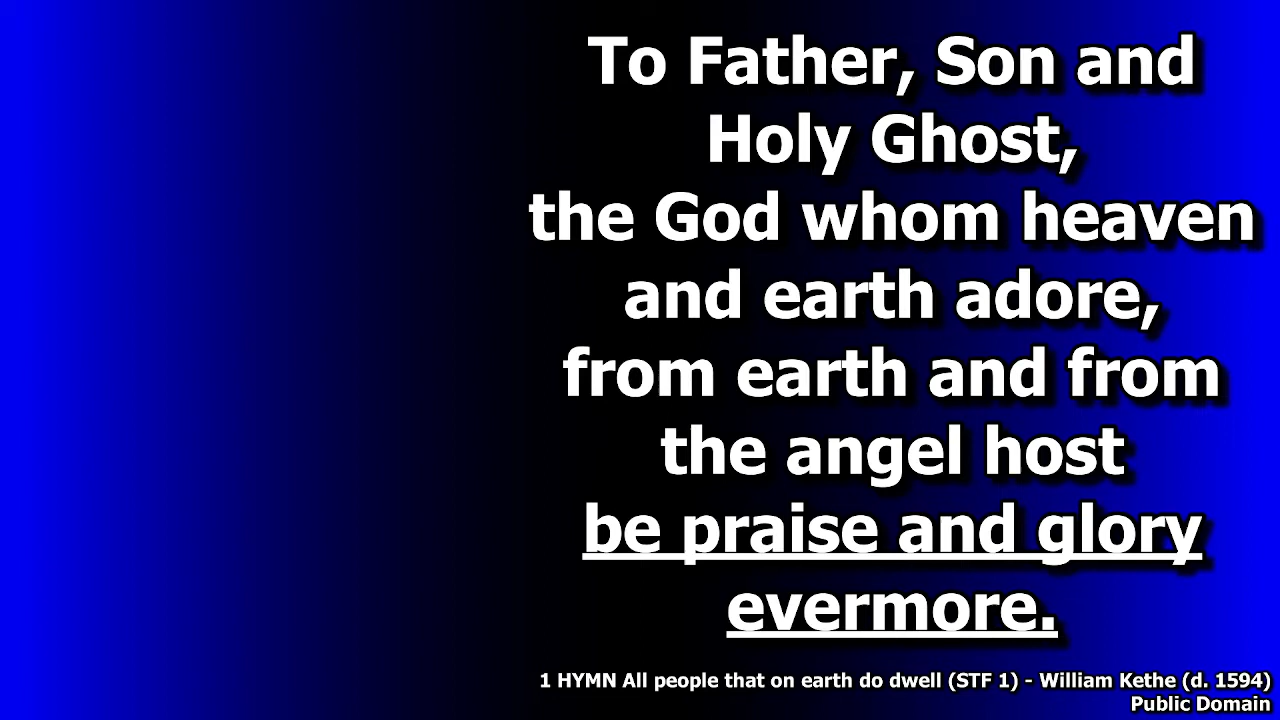 To Father, Son and
Holy Ghost,
the God whom heaven
and earth adore,
from earth and from
the angel host
be praise and glory
evermore.
1 HYMN All people that on earth do dwell (STF 1) - William Kethe (d. 1594)
Public Domain